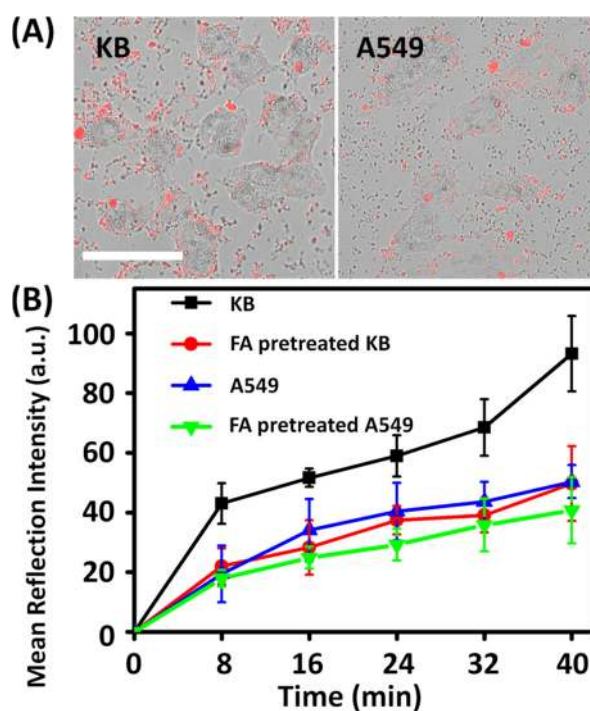 (A)
KB
A549
(B)
KB
FA pretreated KB
A549
FA pretreated A549
Mean Reflection Intensity (a.u.)
100
80
60
40
20
0
0 8 16 24 32 40
Time (min)